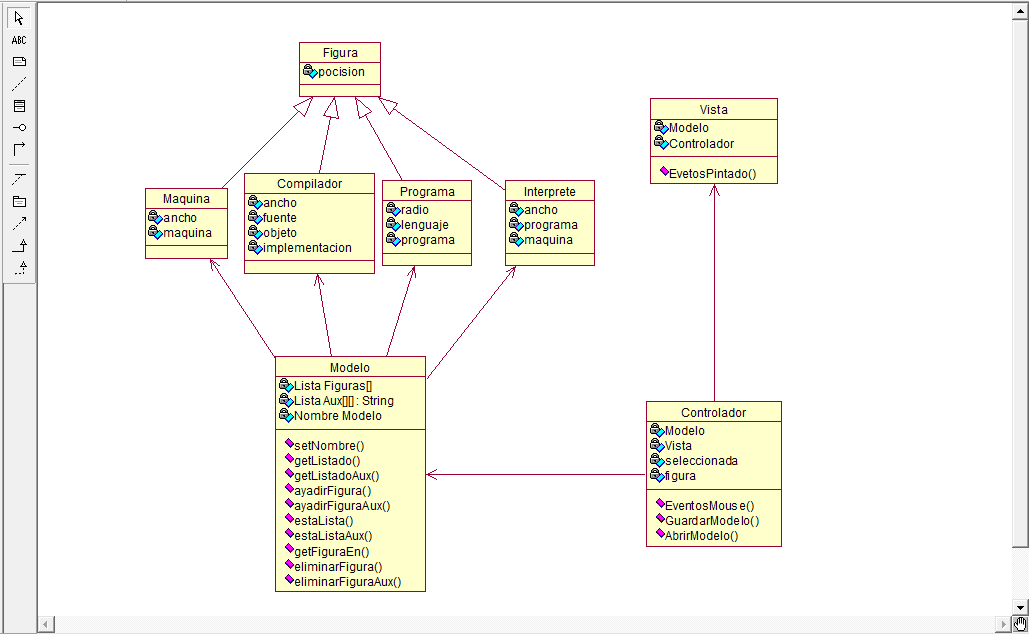 ABC
Figura
pocision
Vista
Modelo
Controlador
EvetosPintado()
Maquina
ancho
maquina
Compilador
ancho
fuente
objeto
implementacion
Programa
radio
lenguaje
programa
Interprete
ancho
programa
maquina
Modelo
Lista Figuras[]
Lista Aux[][] : String
Nombre Modelo
setNombre()
getListado()
getListadoAux()
ayadirFigura()
ayadirFiguraAux()
estaLista()
estaListaAux()
getFiguraEn()
eliminarFigura()
eliminarFiguraAux()
Controlador
Modelo
Vista
seleccionada
figura
EventosMouse()
GuardarModelo()
AbrirModelo()